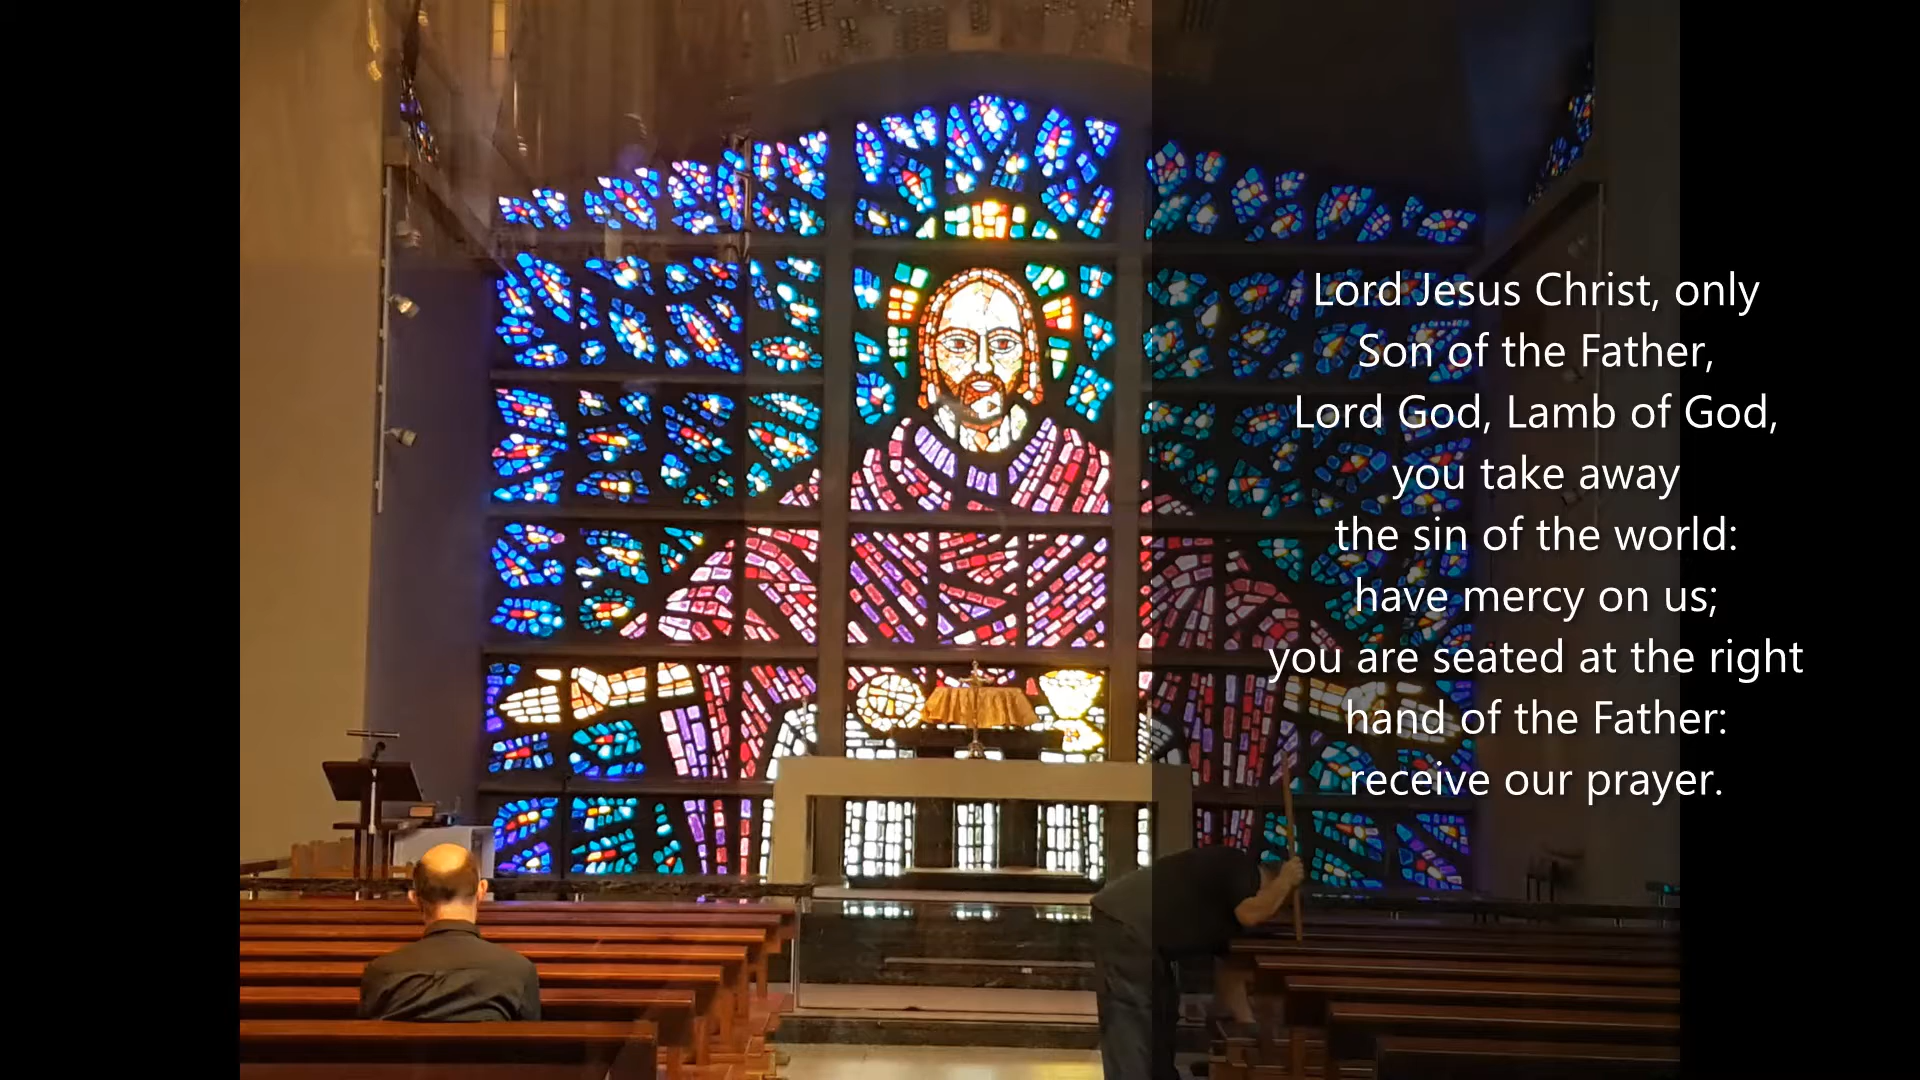 Lord Jesus Christ, only
Son of the Father,
Lord God, Lamb of God,
you take away
the sin of the world:
have mercy on us;
you are seated at the right
hand of the Father:
receive our prayer.